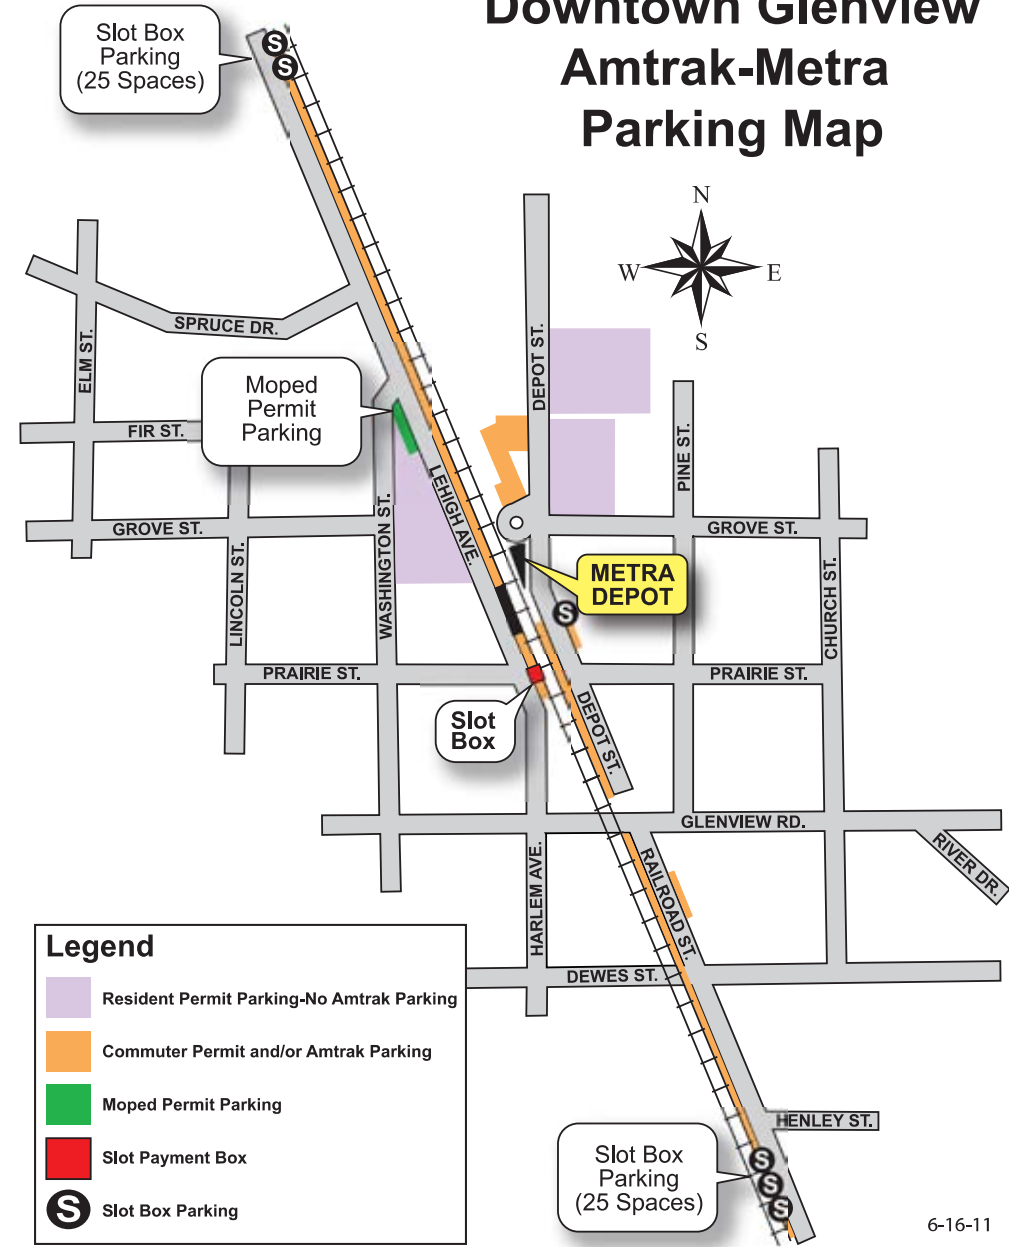 Downtown Glenview
Amtrak-Metra
Parking Map
Slot Box
Parking
(25 Spaces)
S
S
N
W
E
S
SPRUCE DR.
ELM ST.
DEPOT ST.
Moped
Permit
Parking
FIR ST.
PINE ST.
LEHIGH AVE.
GROVE ST.
GROVE ST.
WASHINGTON ST.
LINCOLN ST.
CHURCH ST.
METRA
DEPOT
S
PRAIRIE ST.
PRAIRIE ST.
Slot
Box
DEPOT ST.
GLENVIEW RD.
RIVER DR.
HARLEM AVE.
RAILROAD ST.
DEWES ST.
HENLEY ST.
Slot Box
Parking
(25 Spaces)
S
S
S
Legend
Resident Permit Parking-No Amtrak Parking
Commuter Permit and/or Amtrak Parking
Moped Permit Parking
Slot Payment Box
S Slot Box Parking
6-16-11